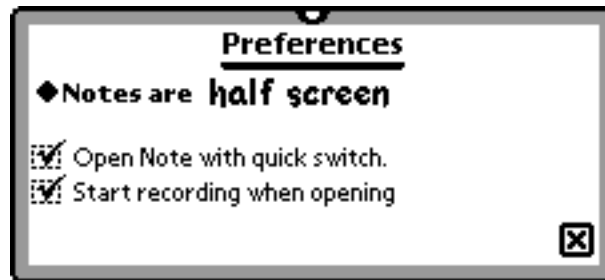 Preferences
◆Notes are half screen
Open Note with quick switch.
Start recording when opening